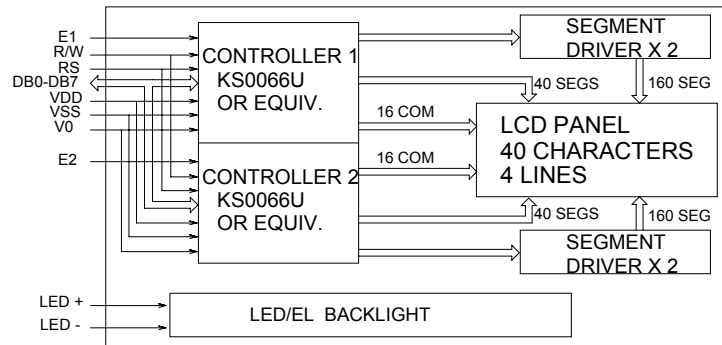 E1
R/W
RS
DB0-DB7
VDD
VSS
V0
E2
CONTROLLER 1
KS0066U
OR EQUIV.
CONTROLLER 2
KS0066U
OR EQUIV.
SEGMENT
DRIVER X 2
40 SEGS
160 SEG
16 COM
16 COM
LCD PANEL
40 CHARACTERS
4 LINES
40 SEGS
160 SEG
SEGMENT
DRIVER X 2
LED +
LED -
LED/EL BACKLIGHT